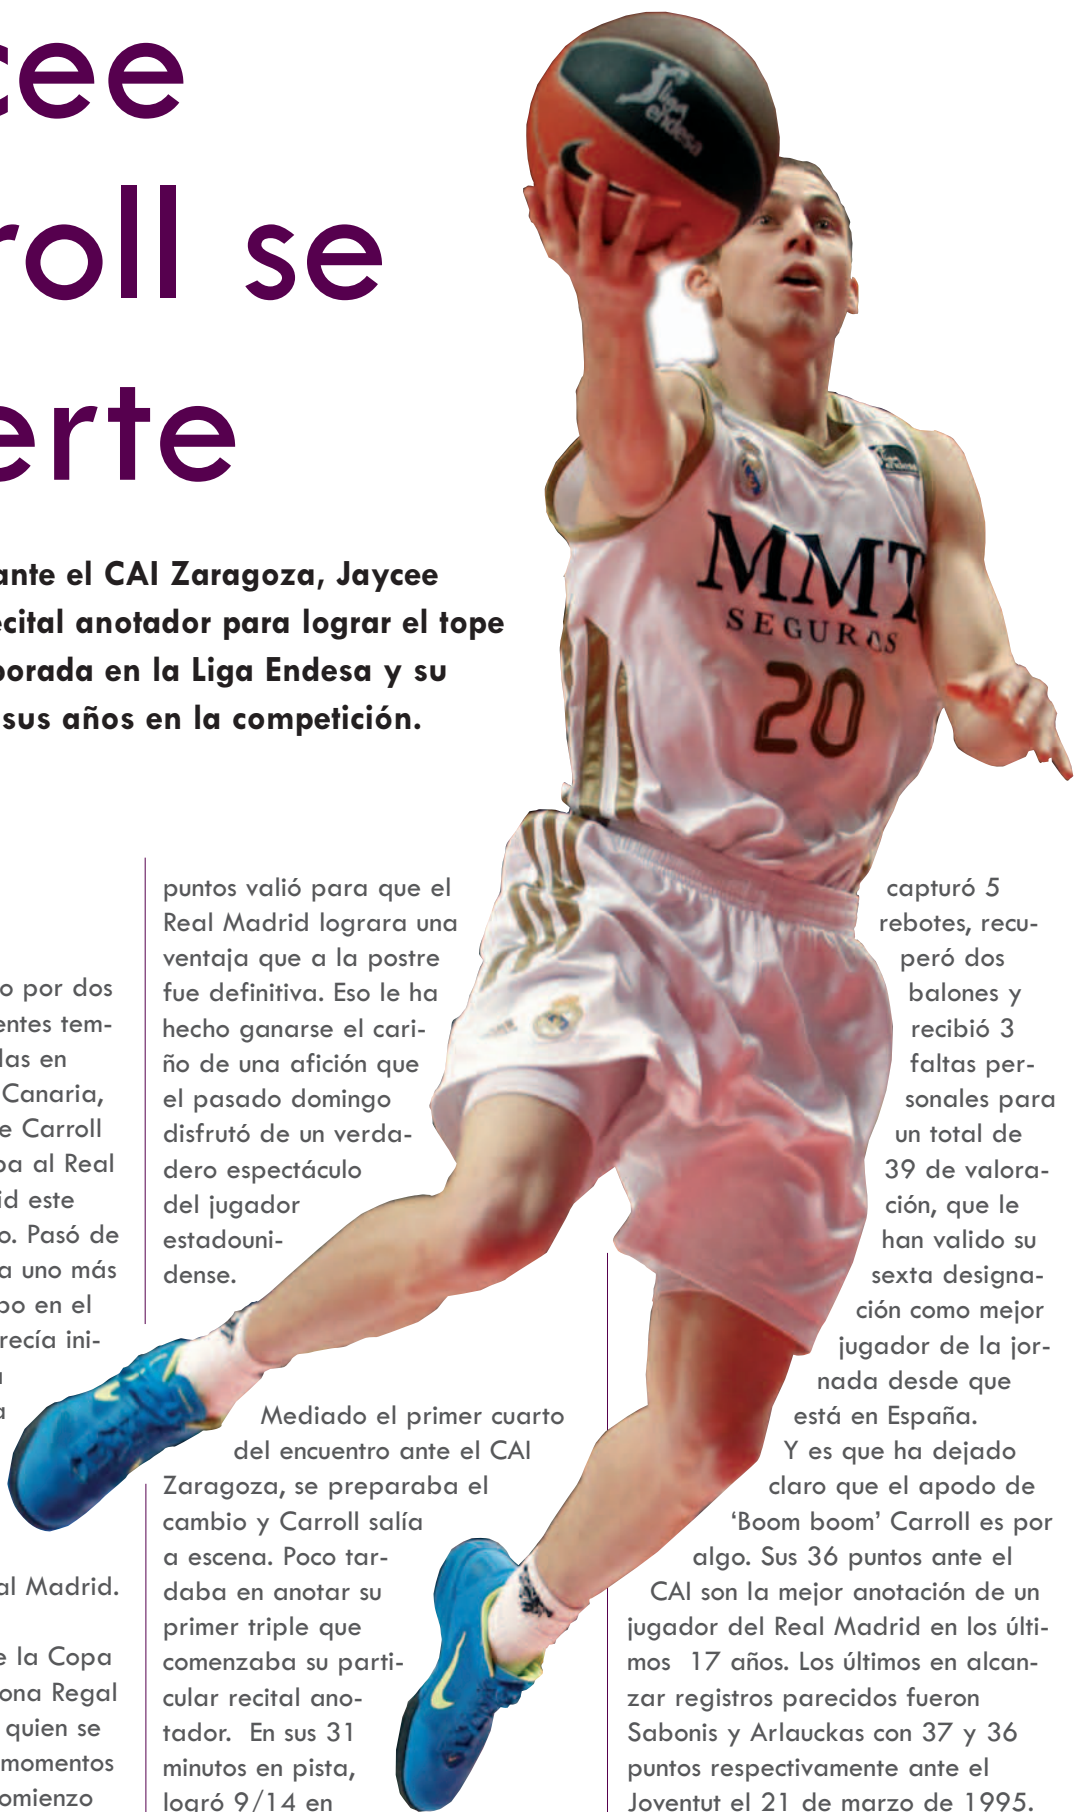 cee
roll se
erte
ante el CAI Zaragoza, Jaycee
ecital anotador para lograr el tope
porada en la Liga Endesa y su
sus años en la competición.
o por dos
entes tem-
las en
Canaria,
e Carroll
ba al Real
id este
o. Pasó de
a uno más
po en el
recía ini-
a
al Madrid.
e la Copa
ona Regal
quien se
momentos
omienzo
puntos valió para que el
Real Madrid lograra una
ventaja que a la postre
fue definitiva. Eso le ha
hecho ganarse el cari-
ño de una afición que
el pasado domingo
disfrutó de un verda-
dero espectáculo
del jugador
estadouni-
dense.
Mediado el primer cuarto
del encuentro ante el CAI
Zaragoza, se preparaba el
cambio y Carroll salía
a escena. Poco tar-
daba en anotar su
primer triple que
comenzaba su parti-
cular recital ano-
tador. En sus 31
minutos en pista,
logró 9/14 en
capturó 5
rebotes, recu-
peró dos
balones y
recibió 3
faltas per-
sonales para
un total de
39 de valora-
ción, que le
han valido su
sexta designa-
ción como mejor
jugador de la jor-
nada desde que
está en España.
Y es que ha dejado
claro que el apodo de
‘Boom boom’ Carroll es por
algo. Sus 36 puntos ante el
CAI son la mejor anotación de un
jugador del Real Madrid en los últi-
mos 17 años. Los últimos en alcan-
zar registros parecidos fueron
Sabonis y Arlauckas con 37 y 36
puntos respectivamente ante el
Joventut el 21 de marzo de 1995.
liga
endesa
liga
endesa
MMT
SEGUROS
20